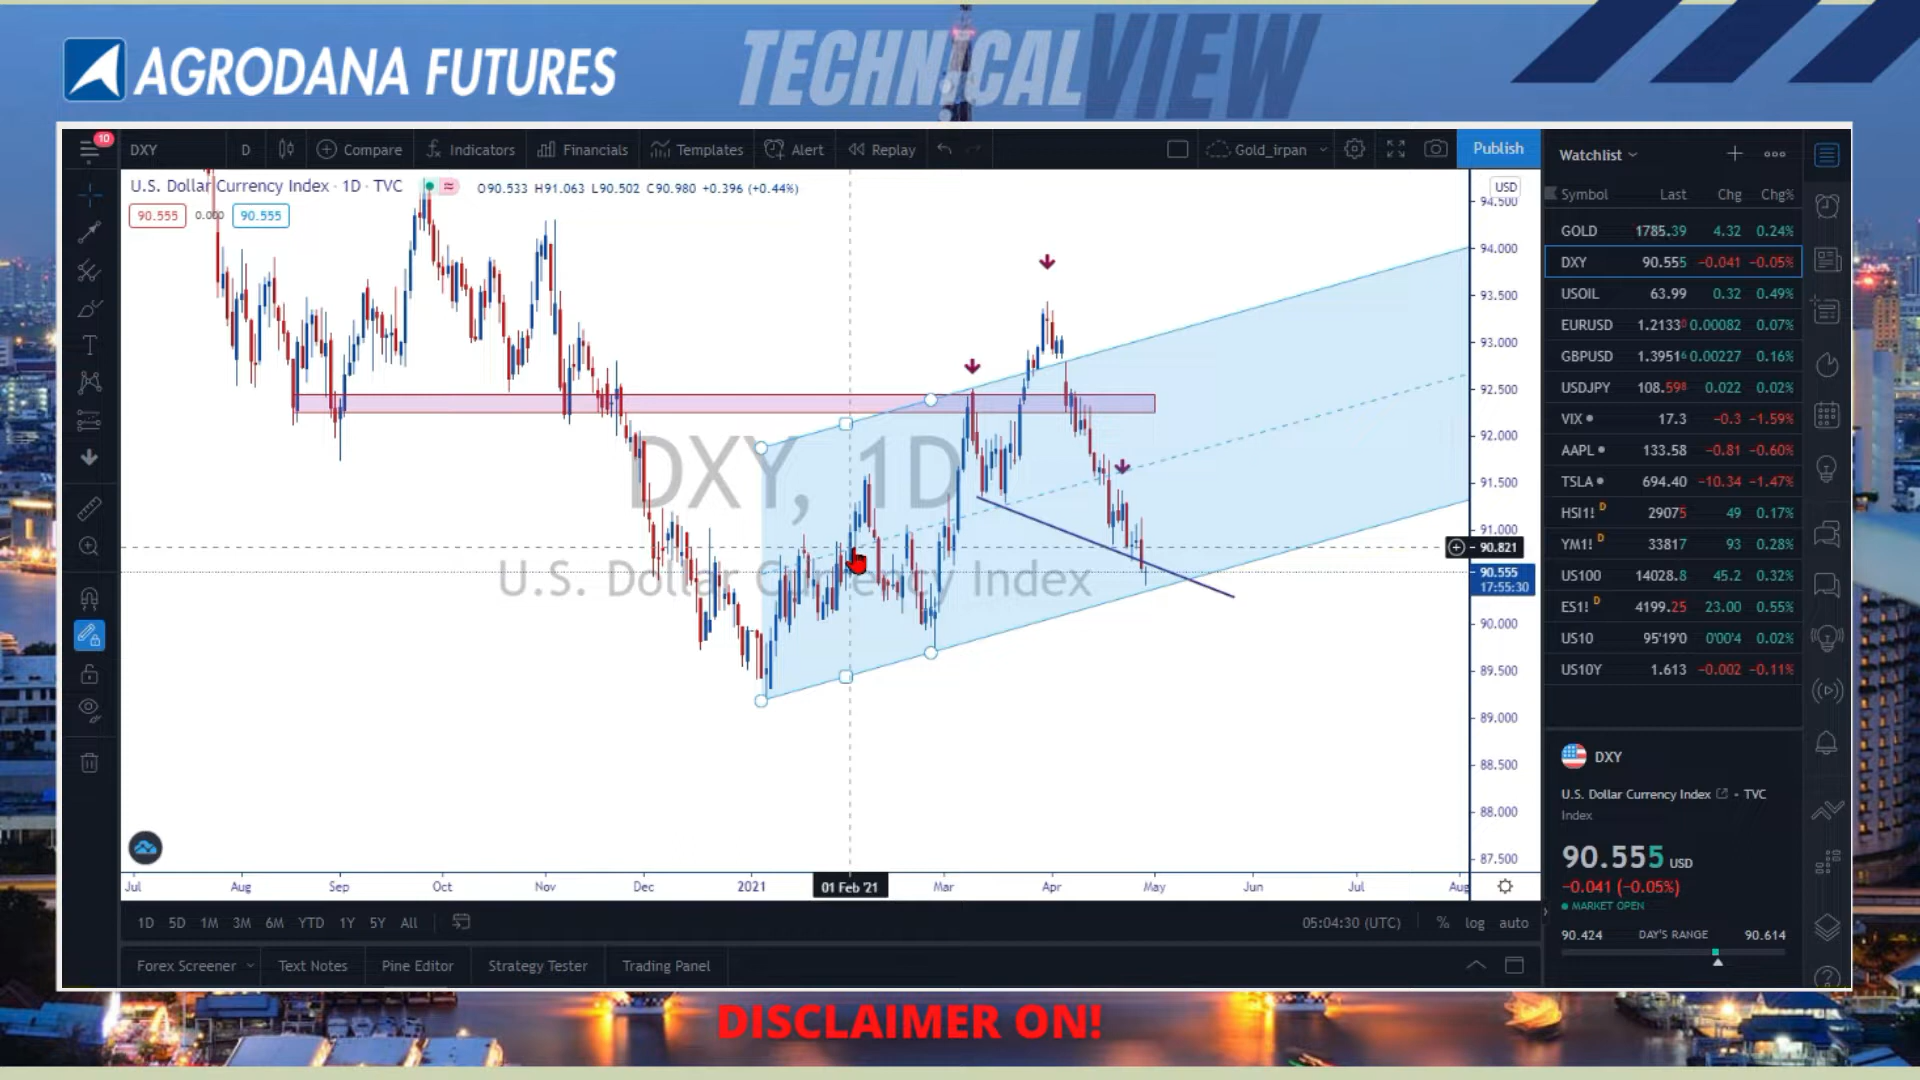 AGRODANA FUTURES
TECHNICAL VIEW
10
DXY D Compare Indicators Financials Templates Alert Replay Gold_irpan Publish
U.S. Dollar Currency Index · 1D · TVC O90.533 H91.063 L90.502 C90.980 +0.396 (+0.44%)
90.555 0.000 90.555
USD
94.500
94.000
93.500
93.000
92.500
92.000
91.500
91.000
90.821
90.555
17:55:30
90.000
89.500
89.000
88.500
88.000
87.500
DXY, 1D
U.S. Dollar Currency Index
Jul Aug Sep Oct Nov Dec 2021 01 Feb '21 Mar Apr May Jun Jul Aug
1D 5D 1M 3M 6M YTD 1Y 5Y All 05:04:30 (UTC) % log auto
Forex Screener Text Notes Pine Editor Strategy Tester Trading Panel
Watchlist
Symbol Last Chg Chg%
GOLD 1785.39 4.32 0.24%
DXY 90.555 −0.041 −0.05%
USOIL 63.99 0.32 0.49%
EURUSD 1.2133⁰ 0.00082 0.07%
GBPUSD 1.3951⁶ 0.00227 0.16%
USDJPY 108.59⁸ 0.022 0.02%
VIX 17.3 −0.3 −1.59%
AAPL 133.58 −0.81 −0.60%
TSLA 694.40 −10.34 −1.47%
HSI1! D 29075 49 0.17%
YM1! D 33817 93 0.28%
US100 14028.8 45.2 0.32%
ES1! D 4199.25 23.00 0.55%
US10 95'19'0 0'00'4 0.02%
US10Y 1.613 −0.002 −0.11%
DXY
U.S. Dollar Currency Index · TVC
Index
90.555 USD
−0.041 (−0.05%)
MARKET OPEN
90.424 DAY'S RANGE 90.614
DISCLAIMER ON!